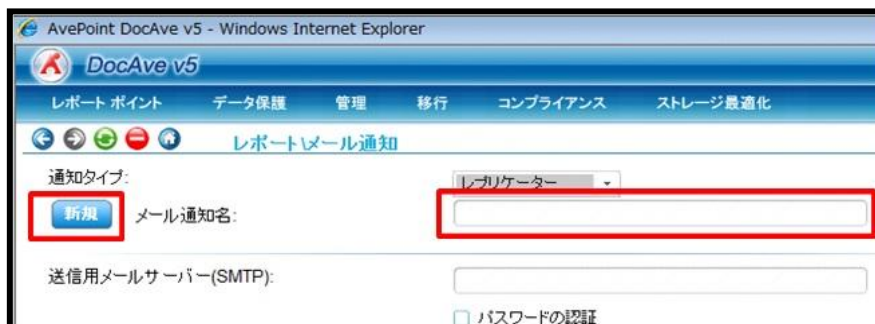 AvePoint DocAve v5 - Windows Internet Explorer
DocAve v5
レポート ポイント データ保護 管理 移行 コンプライアンス ストレージ最適化
レポート\メール通知
通知タイプ: レプリケーター
新規 メール通知名:
送信用メールサーバー(SMTP):
パスワードの認証